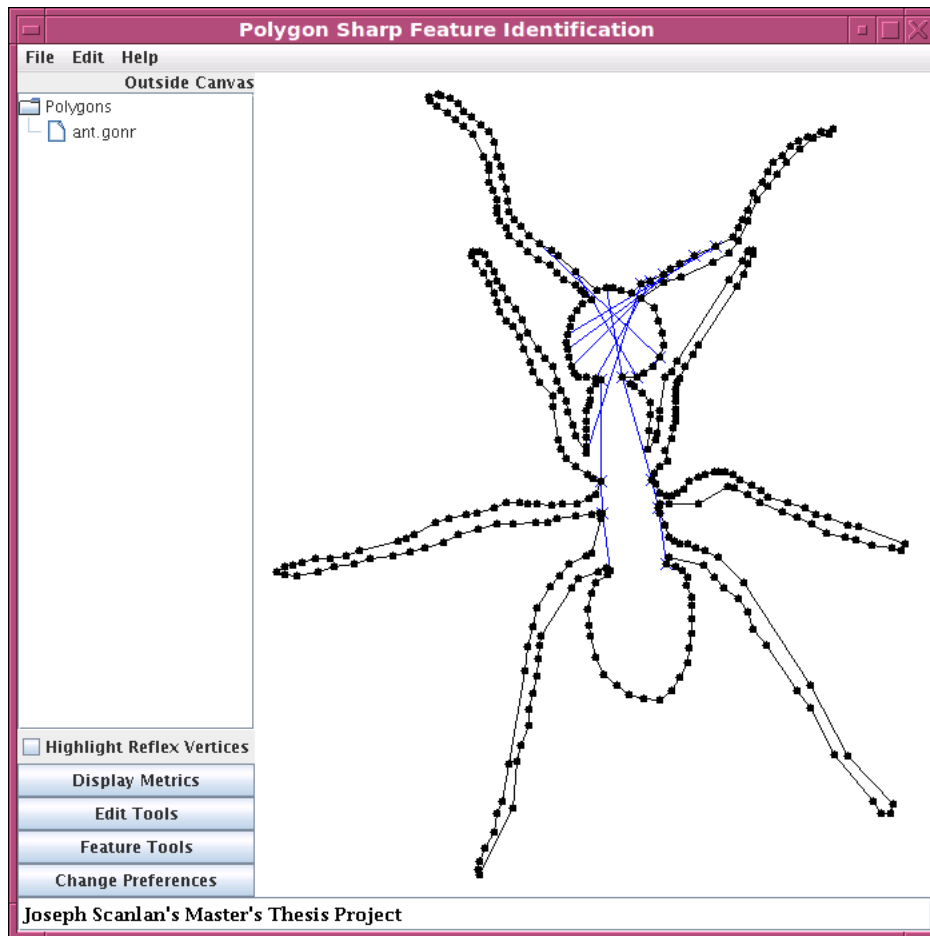 Polygon Sharp Feature Identification
File Edit Help
Outside Canvas
Polygons
ant.gonr
Highlight Reflex Vertices
Display Metrics
Edit Tools
Feature Tools
Change Preferences
Joseph Scanlan's Master's Thesis Project